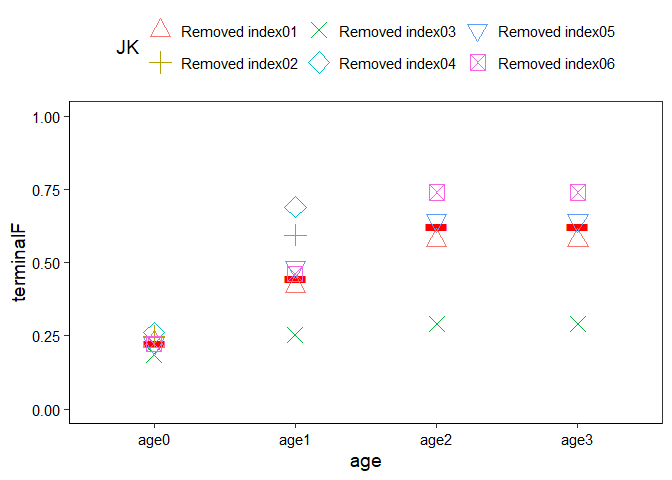 JK
Removed index01 Removed index03 Removed index05
Removed index02 Removed index04 Removed index06
1.00
0.75
0.50
0.25
0.00
terminalF
age0 age1 age2 age3
age